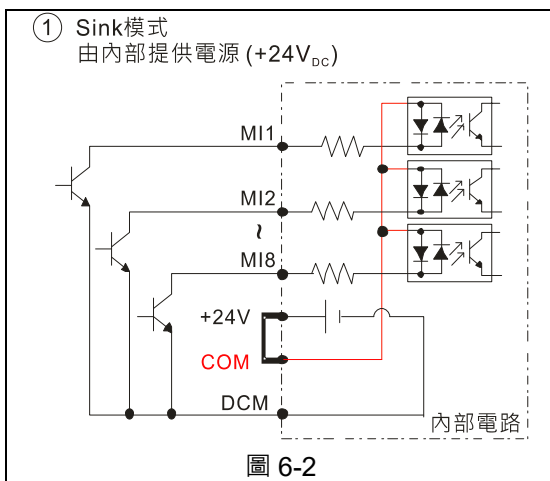 ① Sink模式
由內部提供電源 (+24VDC)
MI1
MI2
~
MI8
+24V
COM
DCM
內部電路
圖 6-2